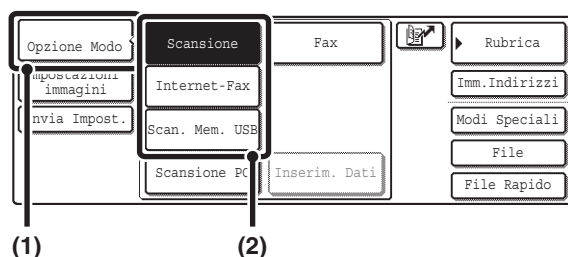 Opzione Modo
Scansione
Fax
Rubrica
Impostazioni
immagini
Internet-Fax
Imm.Indirizzi
Invia Impost.
Scan. Mem. USB
Modi Speciali
File
Scansione PC
Inserim. Dati
File Rapido
(1)
(2)